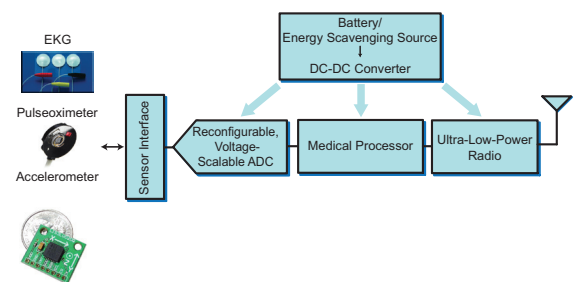 Battery/
Energy Scavenging Source
↓
DC-DC Converter
EKG
Pulseoximeter
Accelerometer
Sensor Interface
Reconfigurable,
Voltage-
Scalable ADC
Medical Processor
Ultra-Low-Power
Radio